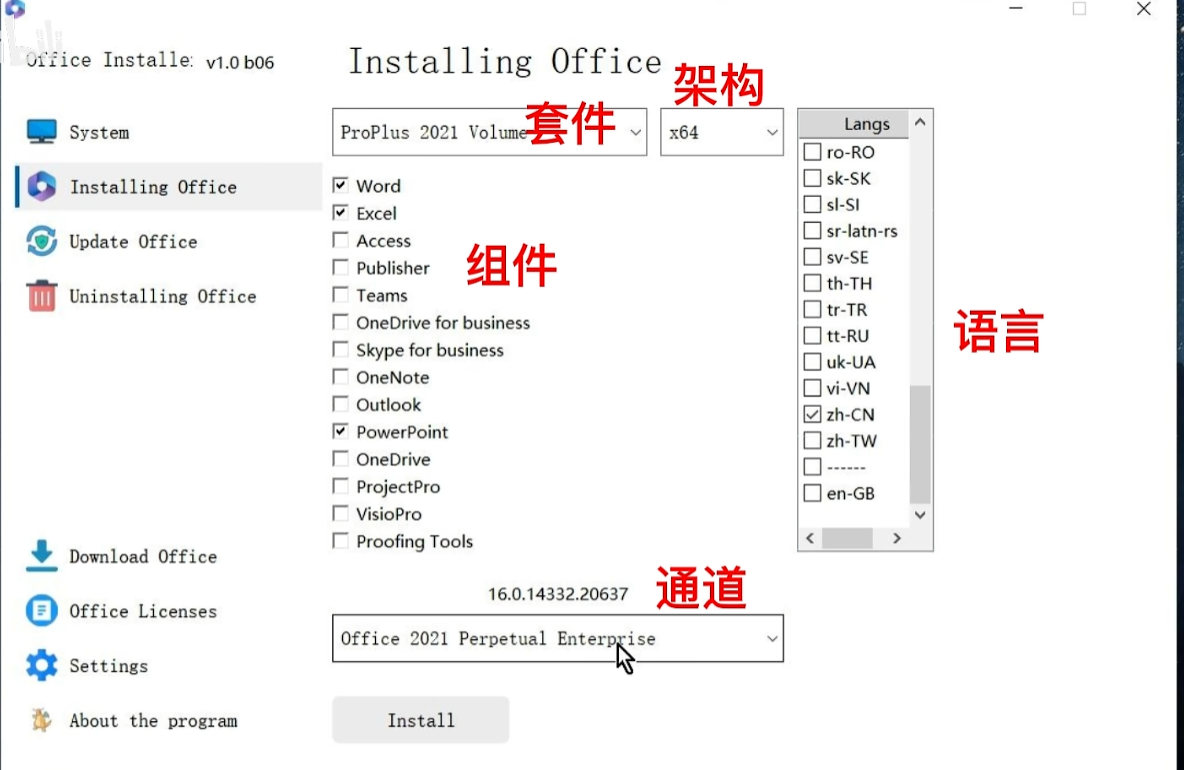 Office Installe: v1.0 b06
System
Installing Office
Update Office
Uninstalling Office
Download Office
Office Licenses
Settings
About the program
Installing Office
架构
ProPlus 2021 Volume
套件
x64
Word
Excel
Access
Publisher
Teams
OneDrive for business
Skype for business
OneNote
Outlook
PowerPoint
OneDrive
ProjectPro
VisioPro
Proofing Tools
组件
Langs
ro-RO
sk-SK
sl-SI
sr-latn-rs
sv-SE
th-TH
tr-TR
tt-RU
uk-UA
vi-VN
zh-CN
zh-TW
------
en-GB
语言
16.0.14332.20637
通道
Office 2021 Perpetual Enterprise
Install